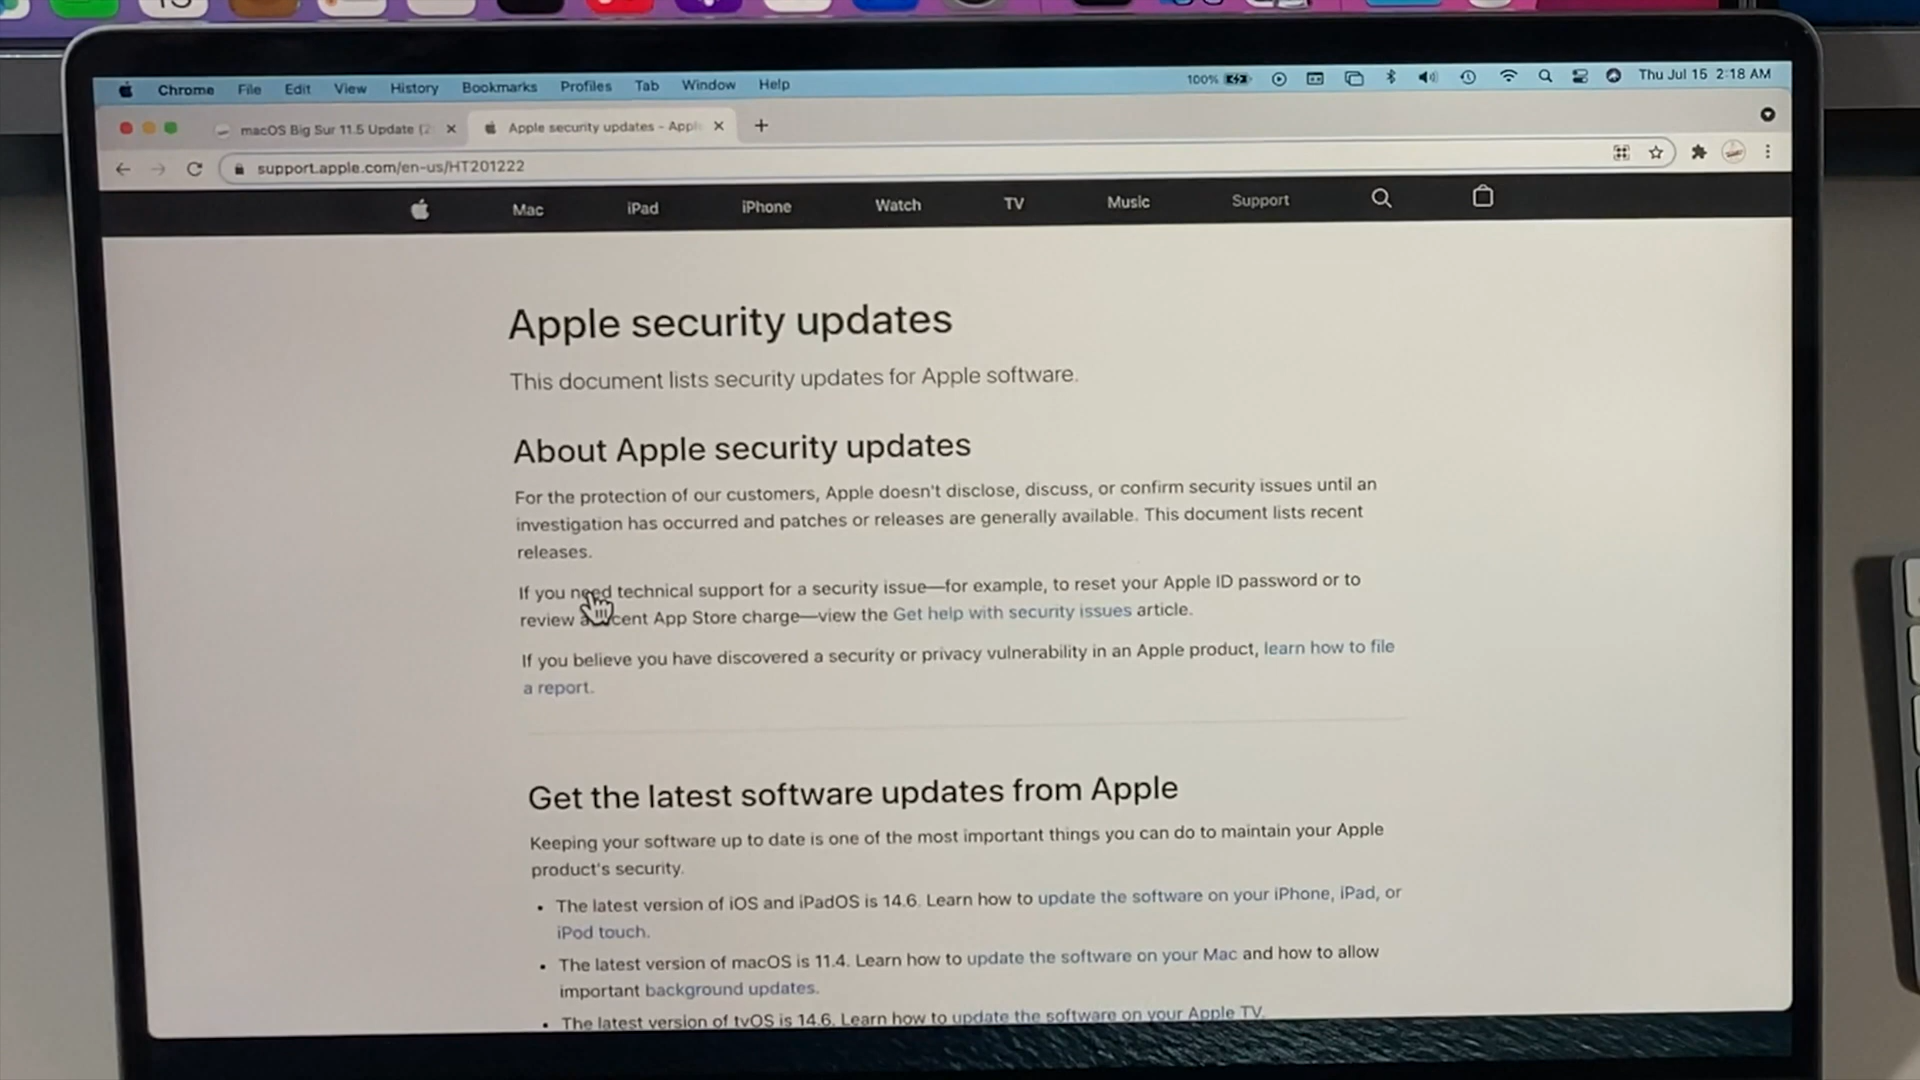 Chrome File Edit View History Bookmarks Profiles Tab Window Help 100% Thu Jul 15 2:18 AM
macOS Big Sur 11.5 Update (2 Apple security updates - Appl
support.apple.com/en-us/HT201222
Mac iPad iPhone Watch TV Music Support
Apple security updates
This document lists security updates for Apple software.
About Apple security updates
For the protection of our customers, Apple doesn't disclose, discuss, or confirm security issues until an
investigation has occurred and patches or releases are generally available. This document lists recent
releases.
If you need technical support for a security issue—for example, to reset your Apple ID password or to
review a cent App Store charge—view the Get help with security issues article.
If you believe you have discovered a security or privacy vulnerability in an Apple product, learn how to file
a report.
Get the latest software updates from Apple
Keeping your software up to date is one of the most important things you can do to maintain your Apple
product's security.
• The latest version of iOS and iPadOS is 14.6. Learn how to update the software on your iPhone, iPad, or
iPod touch.
• The latest version of macOS is 11.4. Learn how to update the software on your Mac and how to allow
important background updates.
• The latest version of tvOS is 14.6. Learn how to update the software on your Apple TV.